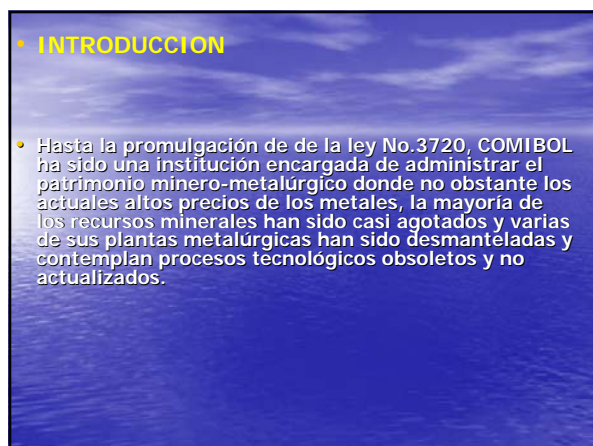 • INTRODUCCION
• Hasta la promulgación de de la ley No.3720, COMIBOL
ha sido una institución encargada de administrar el
patrimonio minero-metalúrgico donde no obstante los
actuales altos precios de los metales, la mayoría de
los recursos minerales han sido casi agotados y varias
de sus plantas metalúrgicas han sido desmanteladas y
contemplan procesos tecnológicos obsoletos y no
actualizados.